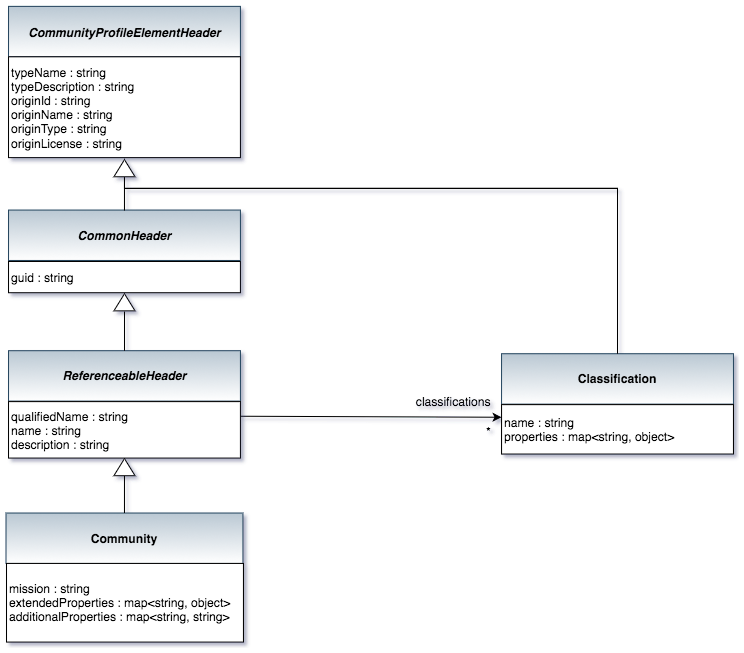 CommunityProfileElementHeader
typeName : string
typeDescription : string
originId : string
originName : string
originType : string
originLicense : string
CommonHeader
guid : string
ReferenceableHeader
qualifiedName : string
name : string
description : string
classifications
*
Classification
name : string
properties : map<string, object>
Community
mission : string
extendedProperties : map<string, object>
additionalProperties : map<string, string>